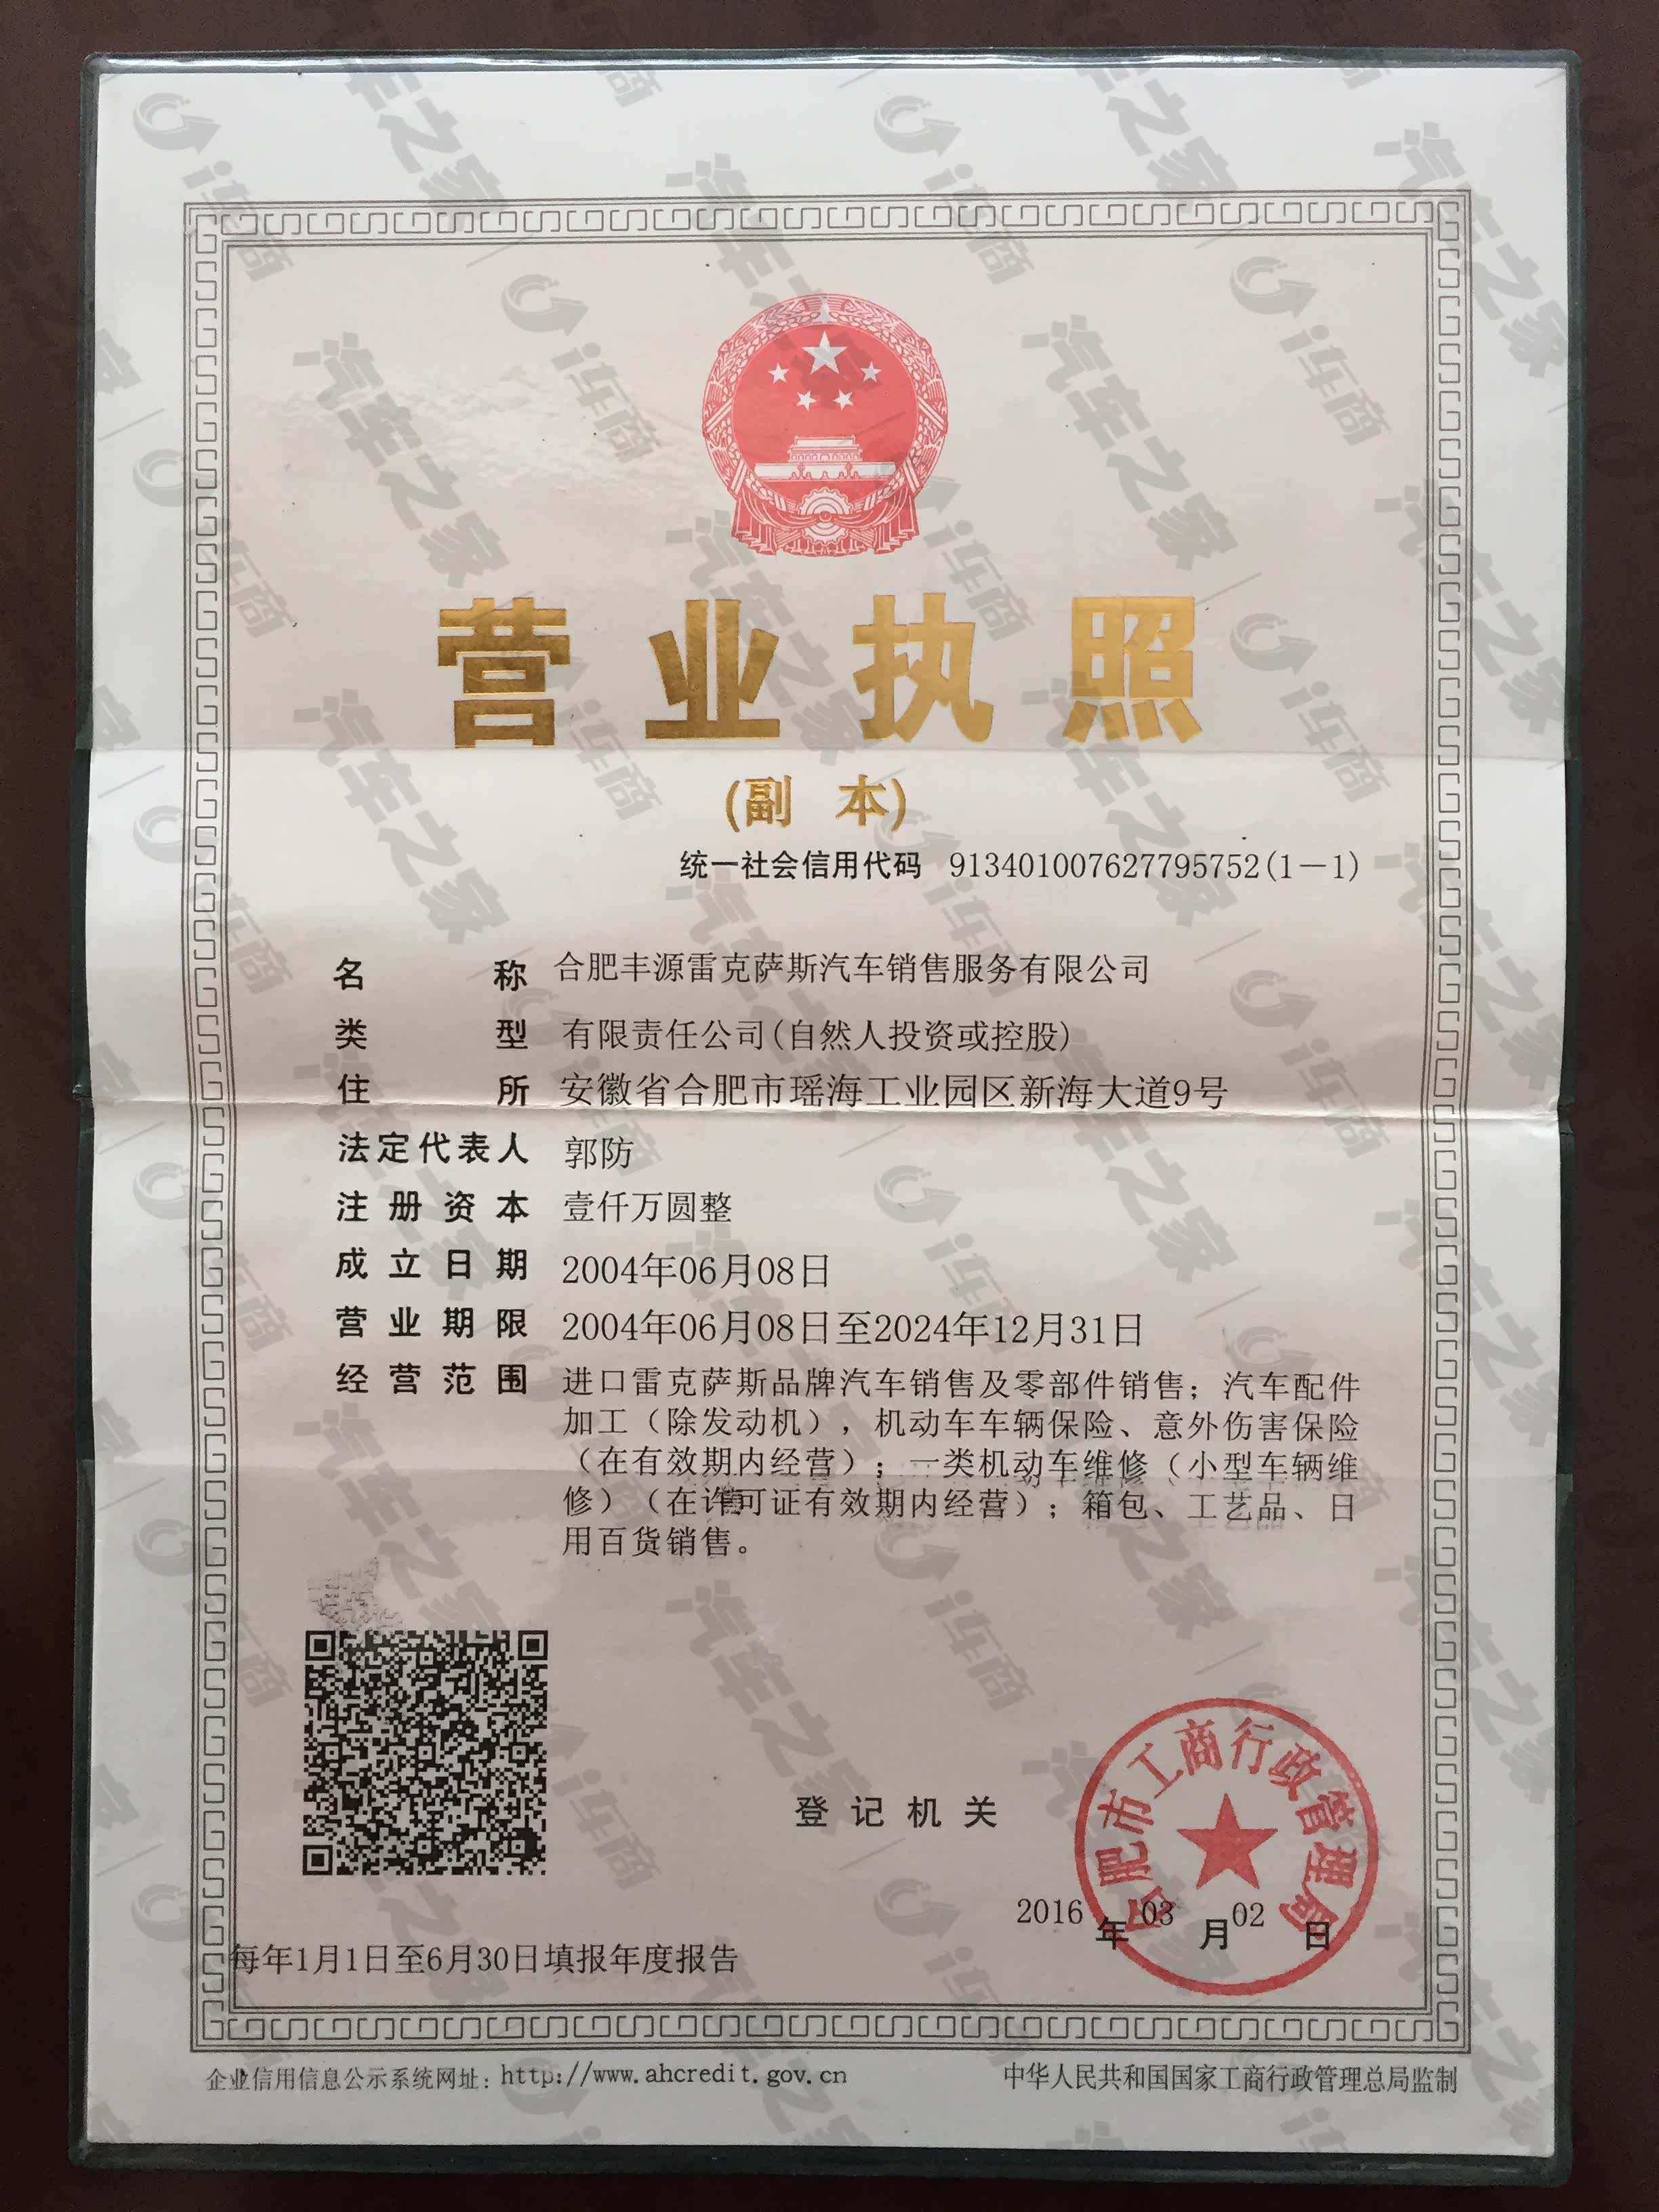 营业执照
(副 本)
统一社会信用代码 913401007627795752(1-1)
名称 合肥丰源雷克萨斯汽车销售服务有限公司
类型 有限责任公司(自然人投资或控股)
住所 安徽省合肥市瑶海工业园区新海大道9号
法定代表人 郭防
注册资本 壹仟万圆整
成立日期 2004年06月08日
营业期限 2004年06月08日至2024年12月31日
经营范围 进口雷克萨斯品牌汽车销售及零部件销售；汽车配件
加工（除发动机），机动车车辆保险、意外伤害保险
（在有效期内经营）；一类机动车维修（小型车辆维
修）（在许可证有效期内经营）；箱包、工艺品、日
用百货销售。
登记机关
合肥市工商行政管理局
2016年03月02日
每年1月1日至6月30日填报年度报告
企业信用信息公示系统网址：http://www.ahcredit.gov.cn
中华人民共和国国家工商行政管理总局监制
汽车之家 | i车商